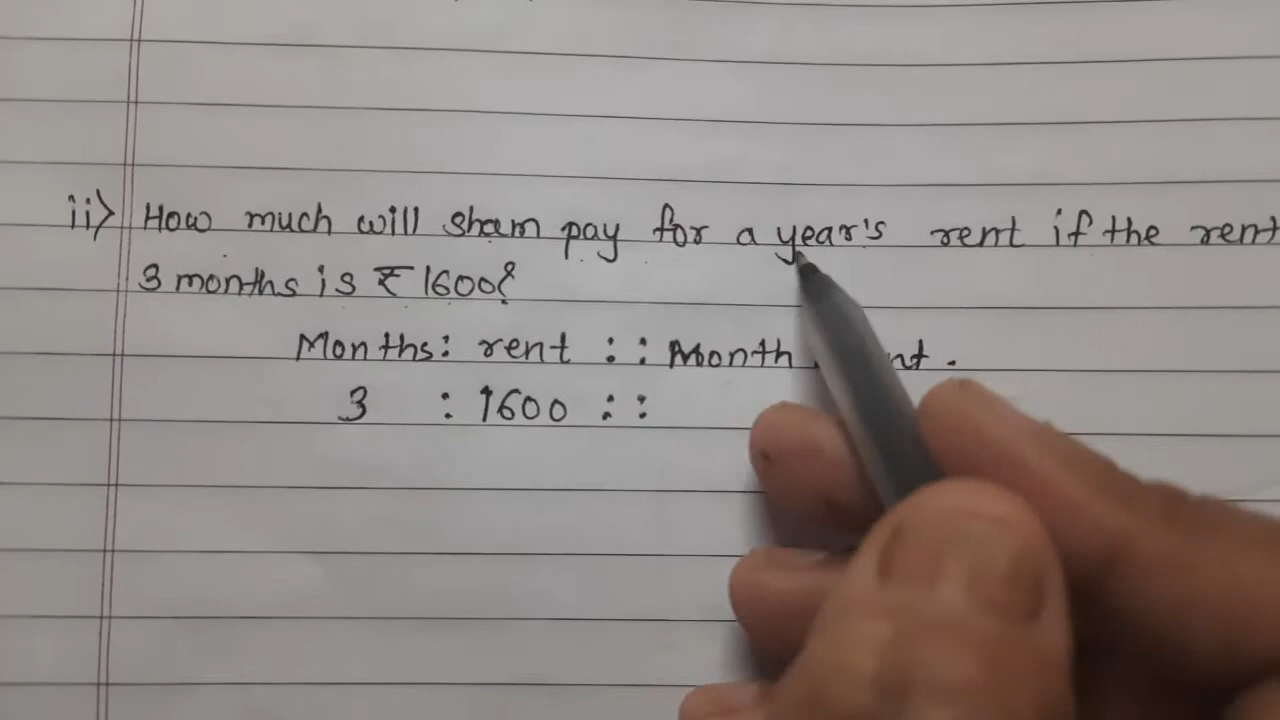 ii) How much will sham pay for a year's rent if the rent
3 months is ₹ 1600?
Months: rent :: Month
3 : 1600 ::